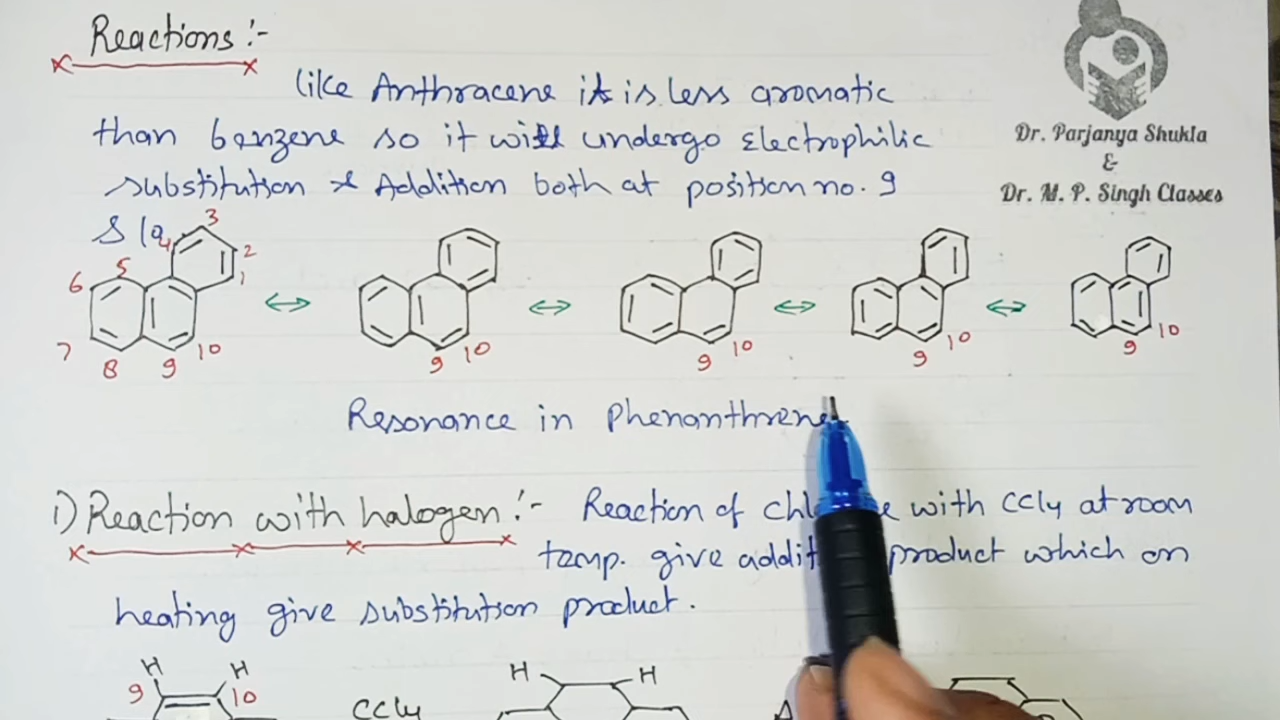 Reactions :-
Like Anthracene it is less aromatic
than benzene so it will undergo Electrophilic
substitution & Addition both at position no. 9
& 10
Dr. Parjanya Shukla
&
Dr. M. P. Singh Classes
3
4
2
1
5
6
7
8
9
10
9 10
9 10
9 10
9 10
Resonance in Phenanthrene
i) Reaction with halogen :- Reaction of with CCl4 at room
temp. give product which on
heating give substitution product.
H H
9 10
CCl4
H H